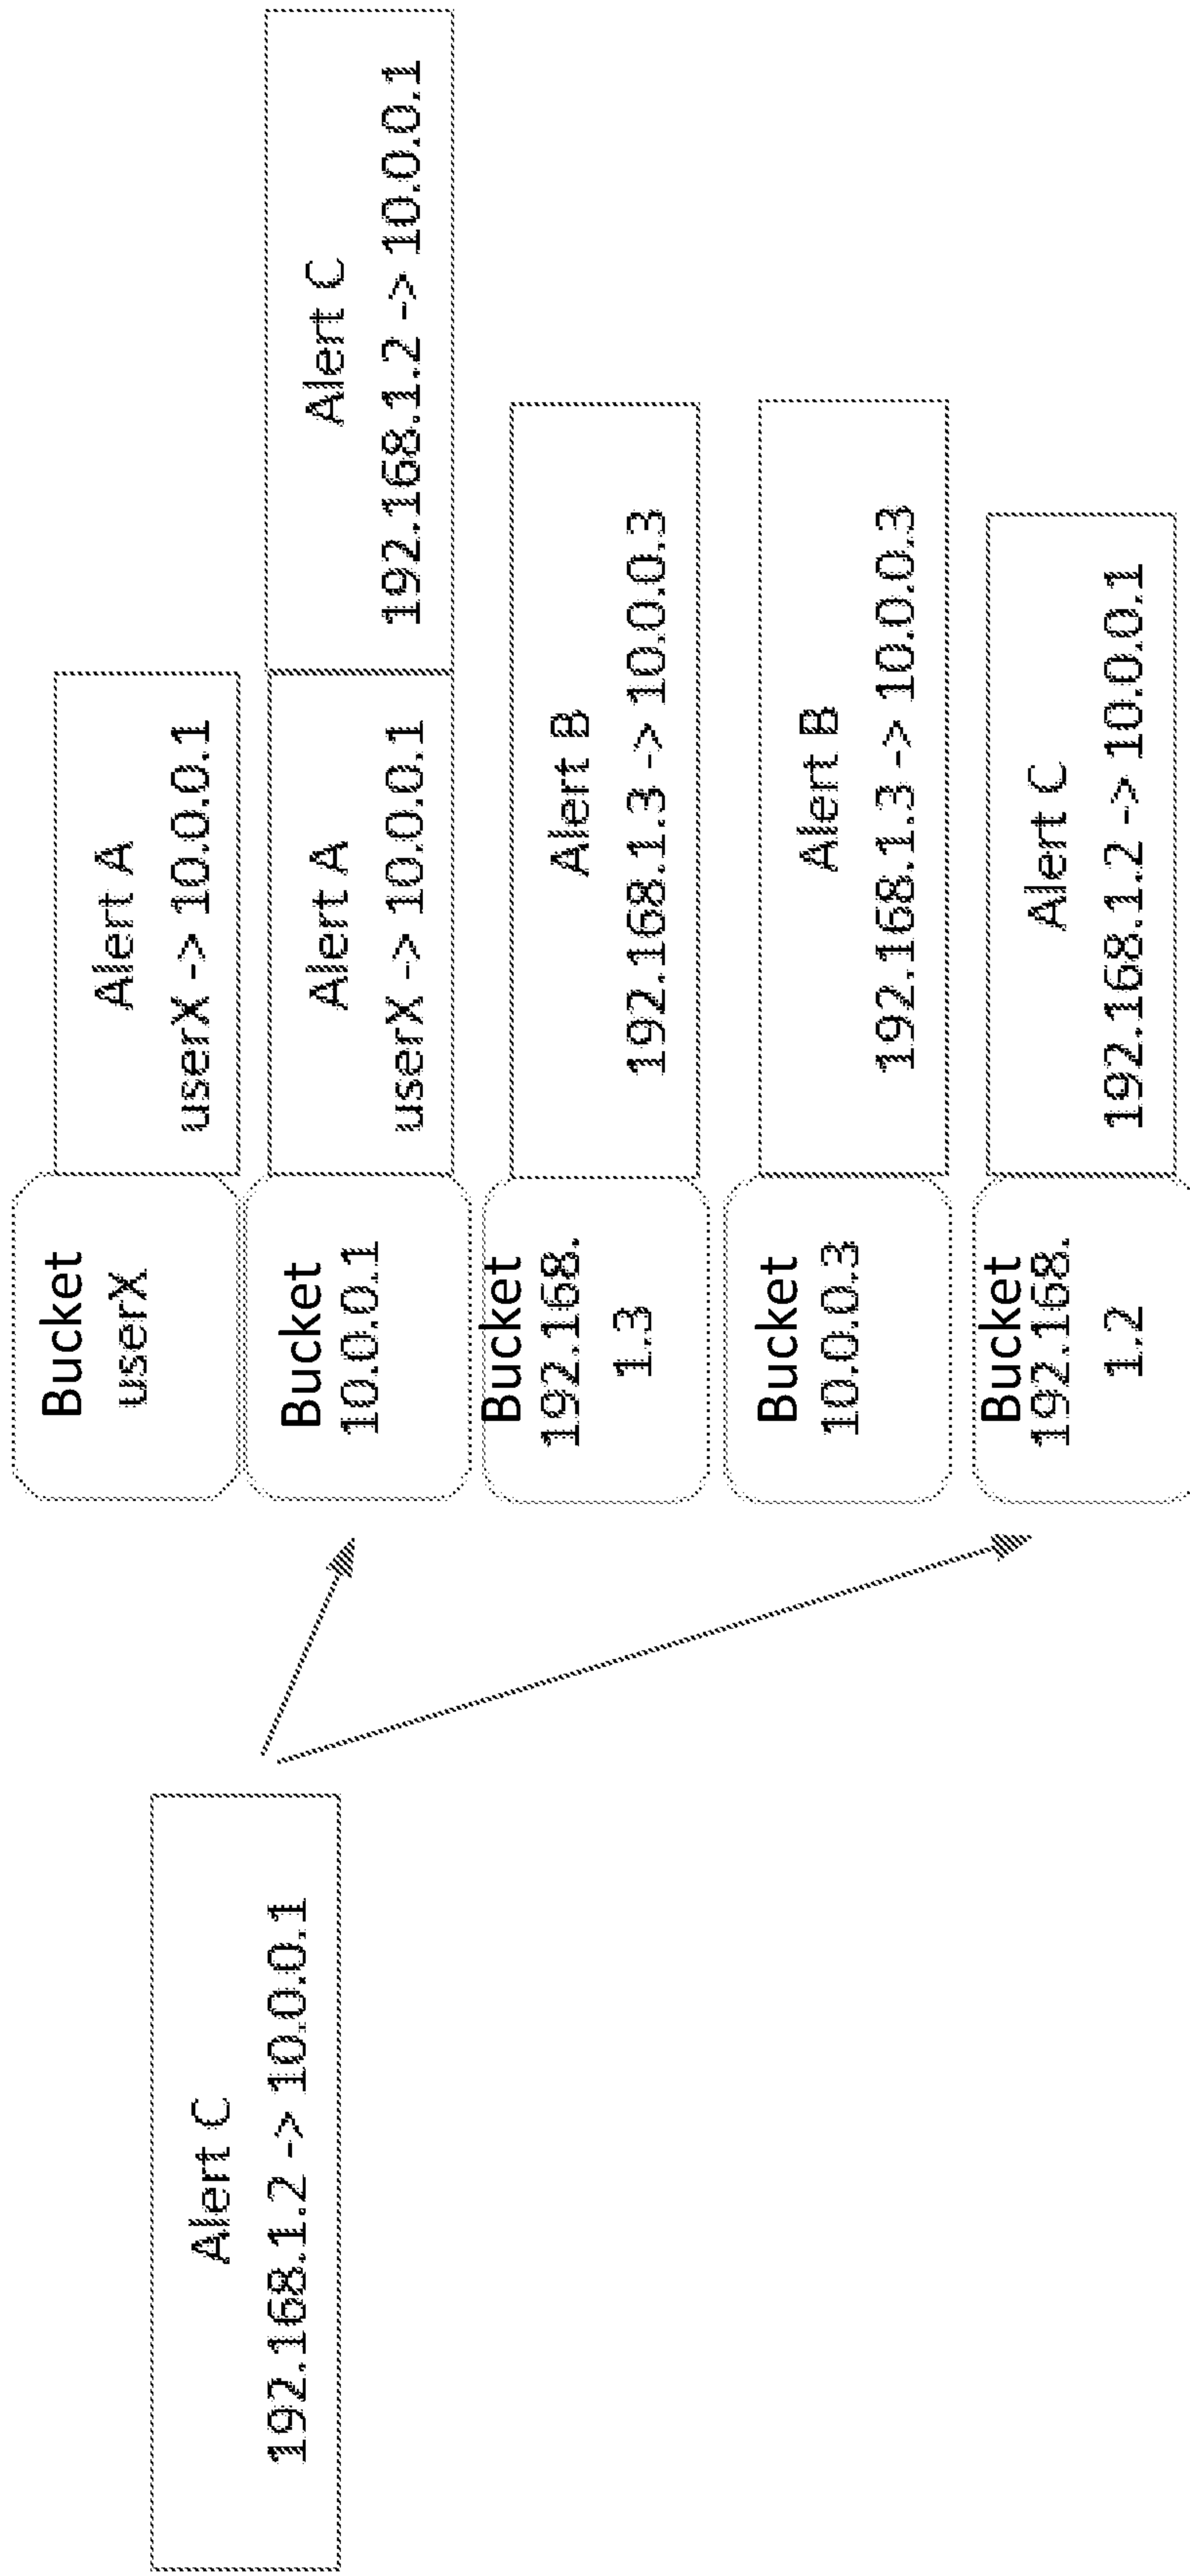 Alert C
192.168.1.2 -> 10.0.0.1
Bucket
userX
Alert A
userX -> 10.0.0.1
Bucket
10.0.0.1
Alert A
userX -> 10.0.0.1
Alert C
192.168.1.2 -> 10.0.0.1
Bucket
192.168.
1.3
Alert B
192.168.1.3 -> 10.0.0.3
Bucket
10.0.0.3
Alert B
192.168.1.3 -> 10.0.0.3
Bucket
192.168.
1.2
Alert C
192.168.1.2 -> 10.0.0.1